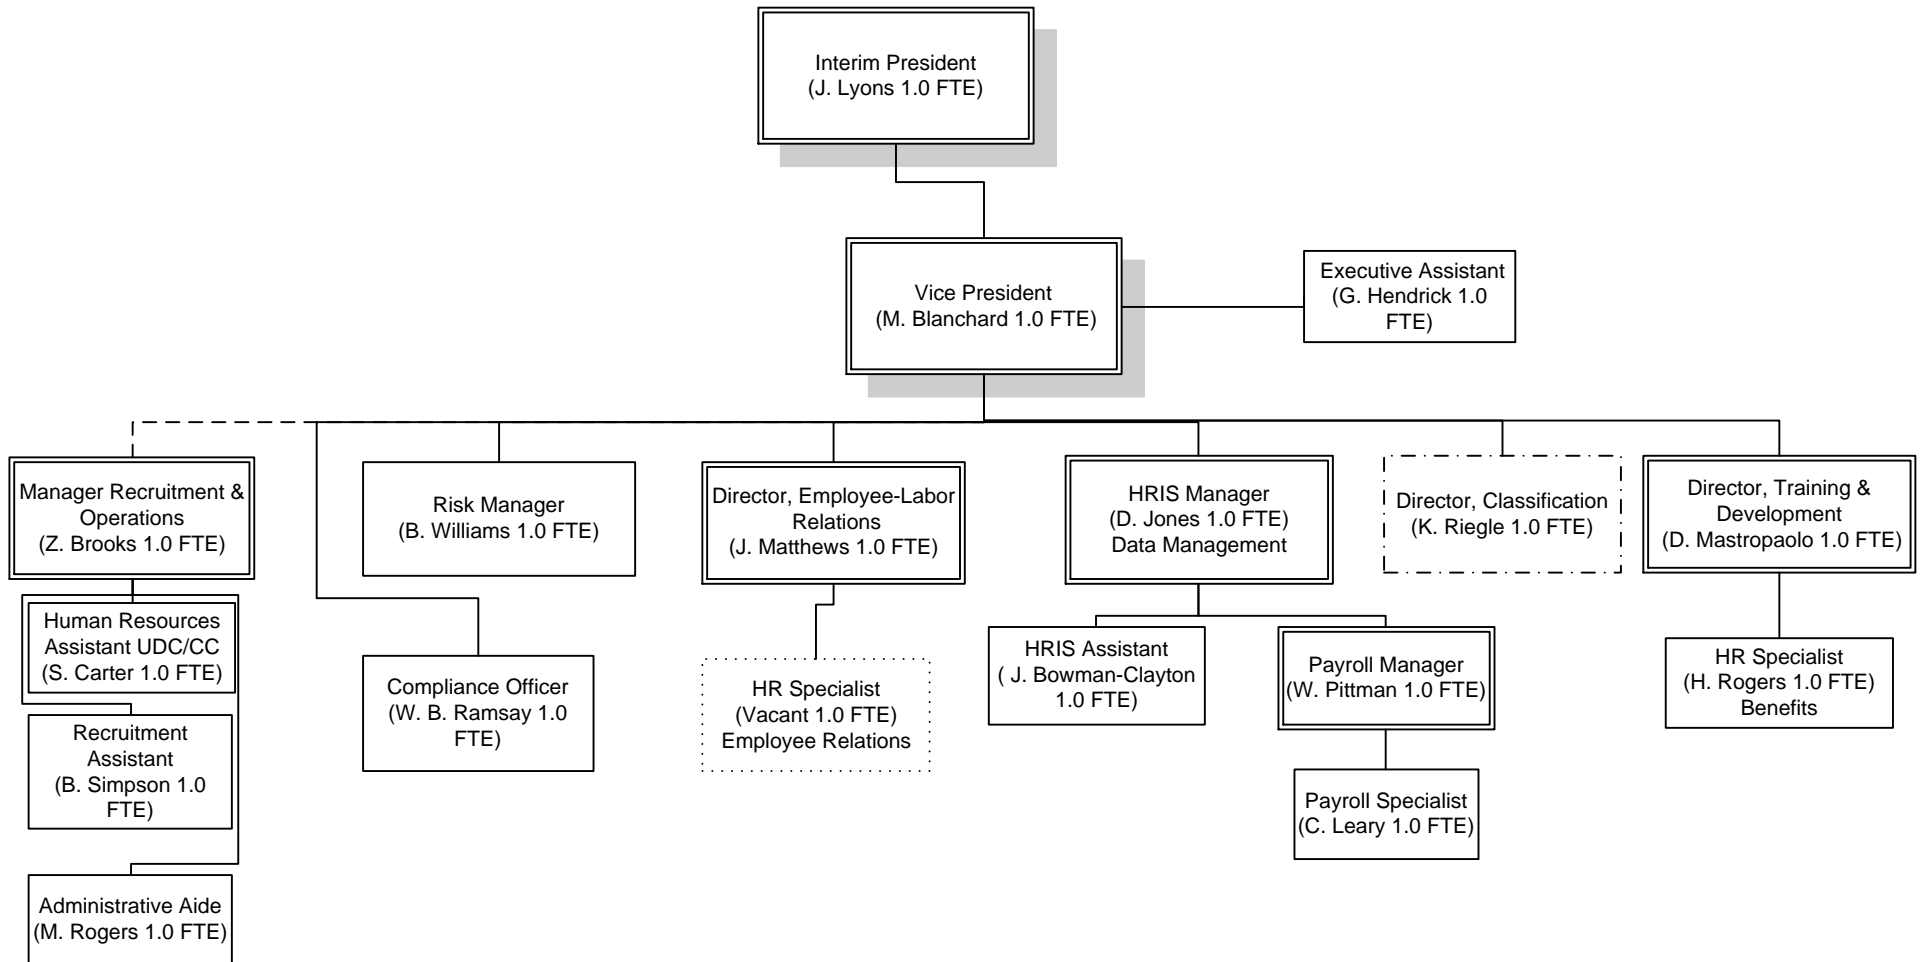 Interim President
(J. Lyons 1.0 FTE)
Vice President
(M. Blanchard 1.0 FTE)
Executive Assistant
(G. Hendrick 1.0
FTE)
Manager Recruitment &
Operations
(Z. Brooks 1.0 FTE)
Risk Manager
(B. Williams 1.0 FTE)
Director, Employee-Labor
Relations
(J. Matthews 1.0 FTE)
HRIS Manager
(D. Jones 1.0 FTE)
Data Management
Director, Classification
(K. Riegle 1.0 FTE)
Director, Training &
Development
(D. Mastropaolo 1.0 FTE)
Human Resources
Assistant UDC/CC
(S. Carter 1.0 FTE)
Recruitment
Assistant
(B. Simpson 1.0
FTE)
Administrative Aide
(M. Rogers 1.0 FTE)
Compliance Officer
(W. B. Ramsay 1.0
FTE)
HR Specialist
(Vacant 1.0 FTE)
Employee Relations
HRIS Assistant
( J. Bowman-Clayton
1.0 FTE)
Payroll Manager
(W. Pittman 1.0 FTE)
Payroll Specialist
(C. Leary 1.0 FTE)
HR Specialist
(H. Rogers 1.0 FTE)
Benefits